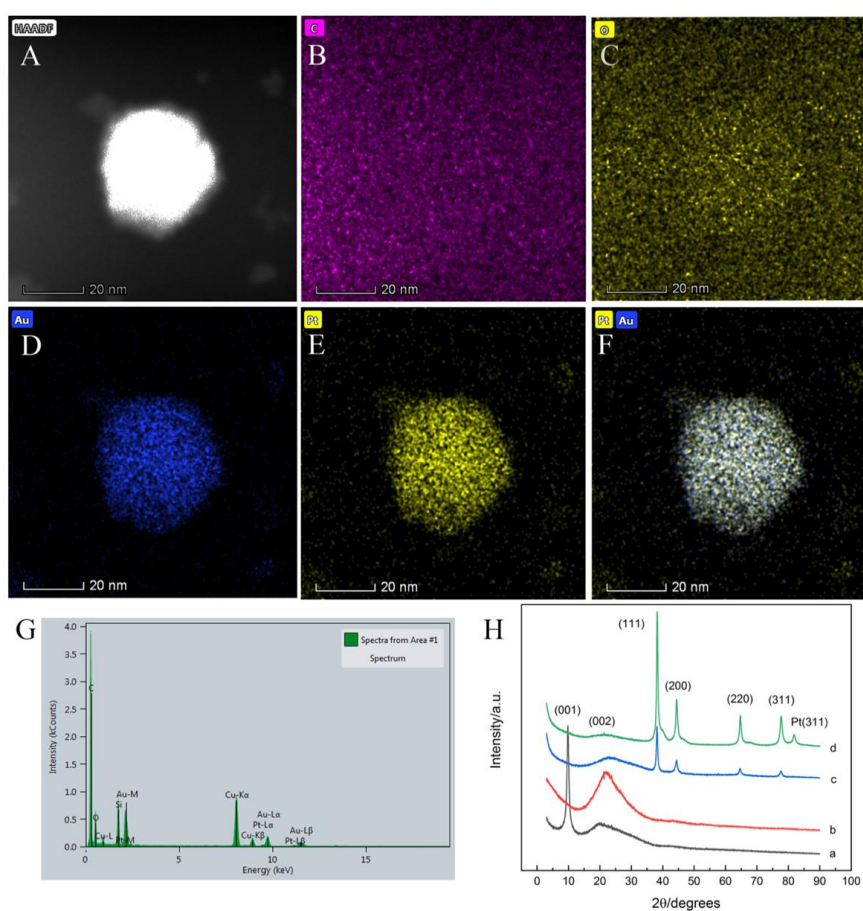 HAADF
A
20 nm
C
B
20 nm
O
C
20 nm
Au
D
20 nm
Pt
E
20 nm
Pt Au
F
20 nm
G
4.0
3.5
3.0
2.5
2.0
1.5
1.0
0.5
0.0
Intensity (kCounts)
Spectra from Area #1
Spectrum
C
O
Cu-L
Si
Au-M
Pt-M
Cu-Kα
Cu-Kβ
Au-Lα
Pt-Lα
Au-Lβ
Pt-Lβ
0 5 10 15
Energy (keV)
H
Intensity/a.u.
(111)
(001)
(002)
(200)
(220)
(311)
Pt(311)
d
c
b
a
0 10 20 30 40 50 60 70 80 90 100
2θ/degrees